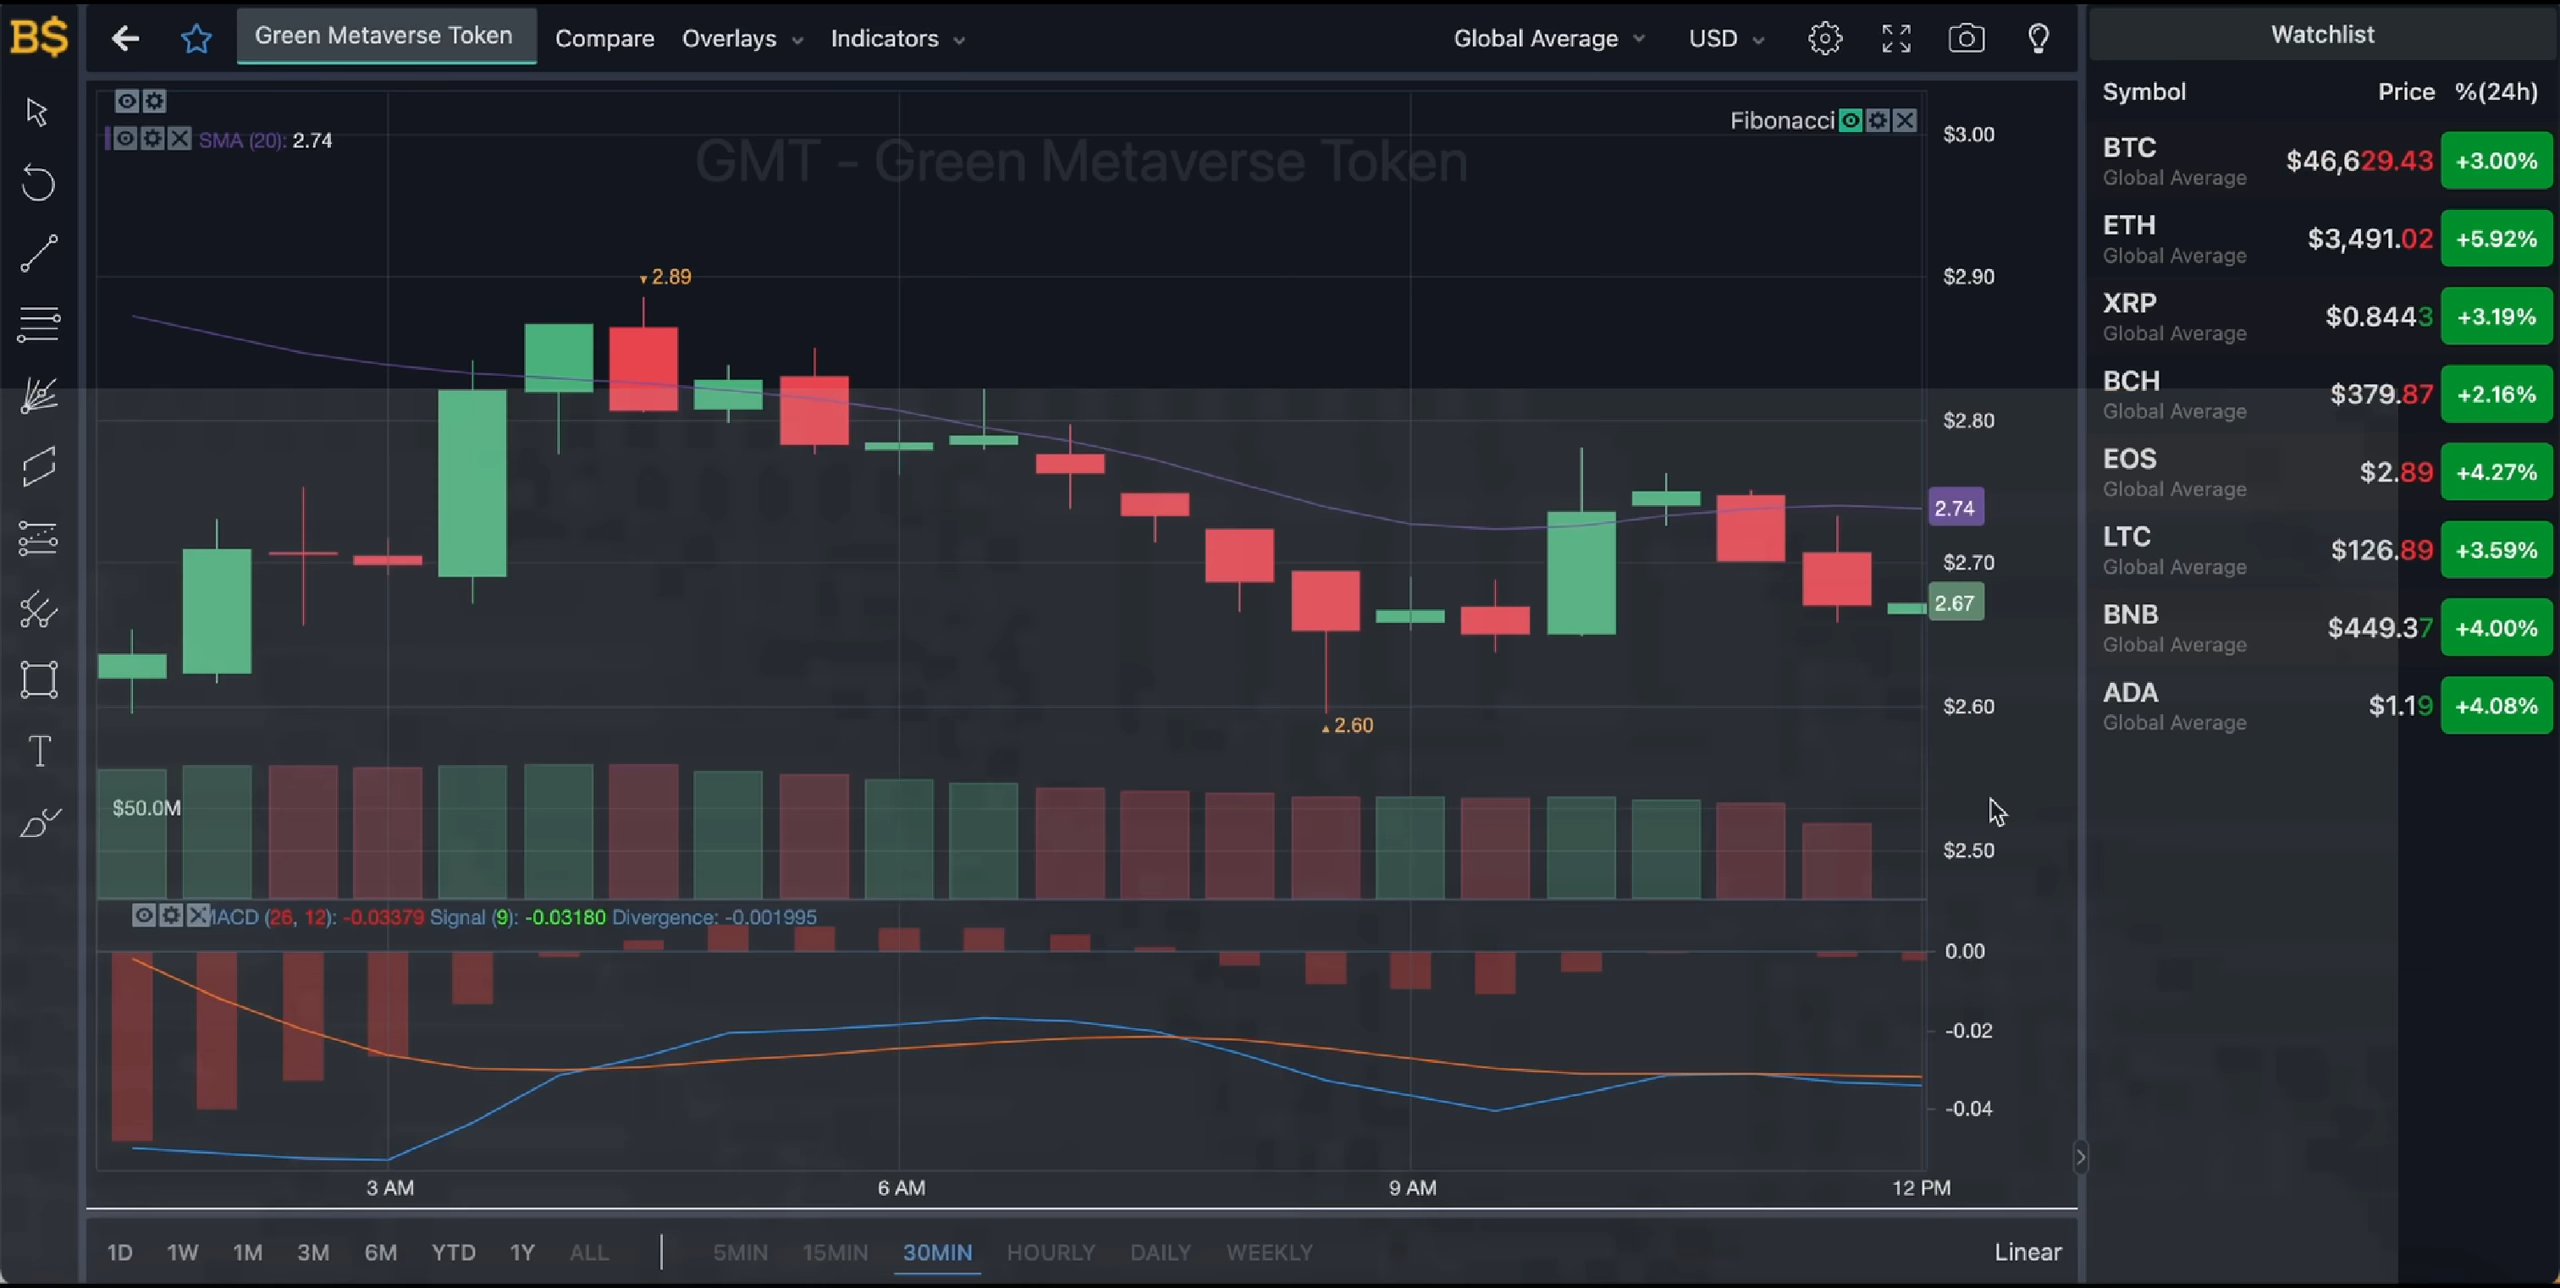 B$
Green Metaverse Token
Compare
Overlays
Indicators
Global Average
USD
Watchlist
Symbol Price %(24h)
BTC $46,629.43 +3.00%
Global Average
ETH $3,491.02 +5.92%
Global Average
XRP $0.8443 +3.19%
Global Average
BCH $379.87 +2.16%
Global Average
EOS $2.89 +4.27%
Global Average
LTC $126.89 +3.59%
Global Average
BNB $449.37 +4.00%
Global Average
ADA $1.19 +4.08%
Global Average
SMA (20): 2.74
Fibonacci
GMT - Green Metaverse Token
2.89
2.60
$3.00
$2.90
$2.80
2.74
$2.70
2.67
$2.60
$2.50
$50.0M
MACD (26, 12): -0.03379 Signal (9): -0.03180 Divergence: -0.001995
0.00
-0.02
-0.04
3 AM 6 AM 9 AM 12 PM
1D 1W 1M 3M 6M YTD 1Y ALL 5MIN 15MIN 30MIN HOURLY DAILY WEEKLY Linear